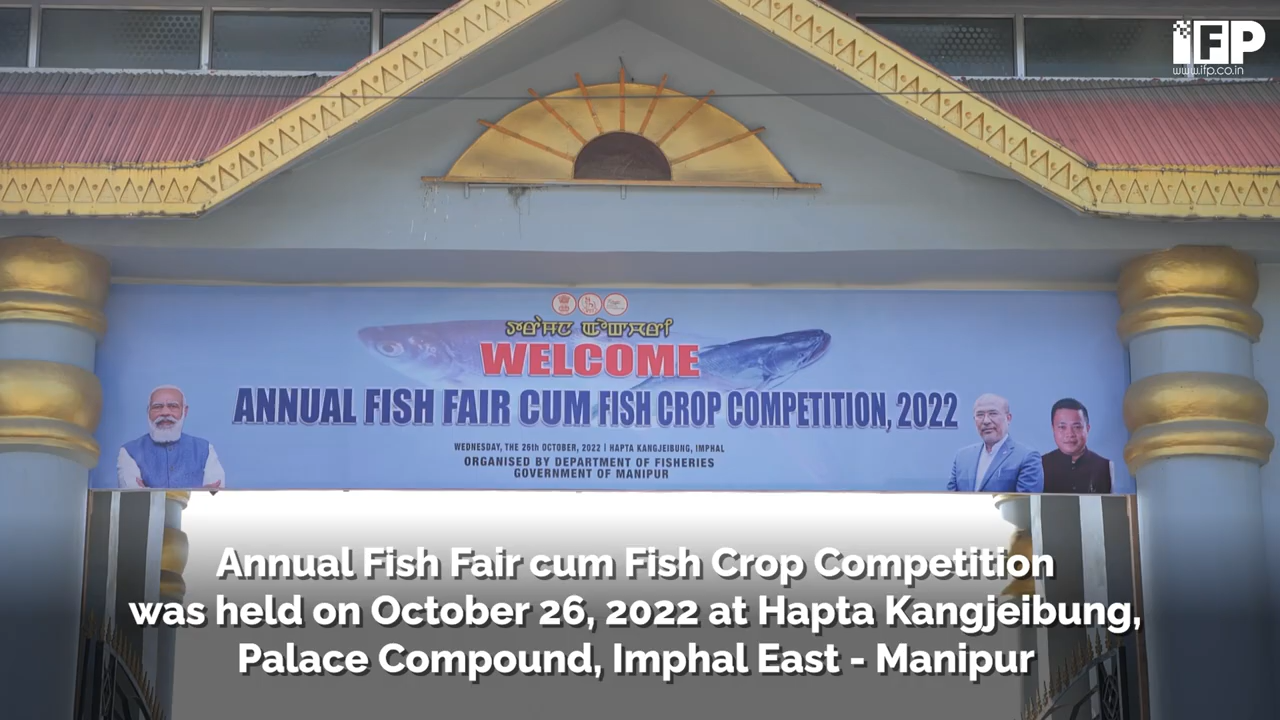 iFP
www.ifp.co.in
WELCOME
ANNUAL FISH FAIR CUM FISH CROP COMPETITION, 2022
WEDNESDAY, THE 26th OCTOBER, 2022 | HAPTA KANGJEIBUNG, IMPHAL
ORGANISED BY DEPARTMENT OF FISHERIES
GOVERNMENT OF MANIPUR
Annual Fish Fair cum Fish Crop Competition
was held on October 26, 2022 at Hapta Kangjeibung,
Palace Compound, Imphal East - Manipur